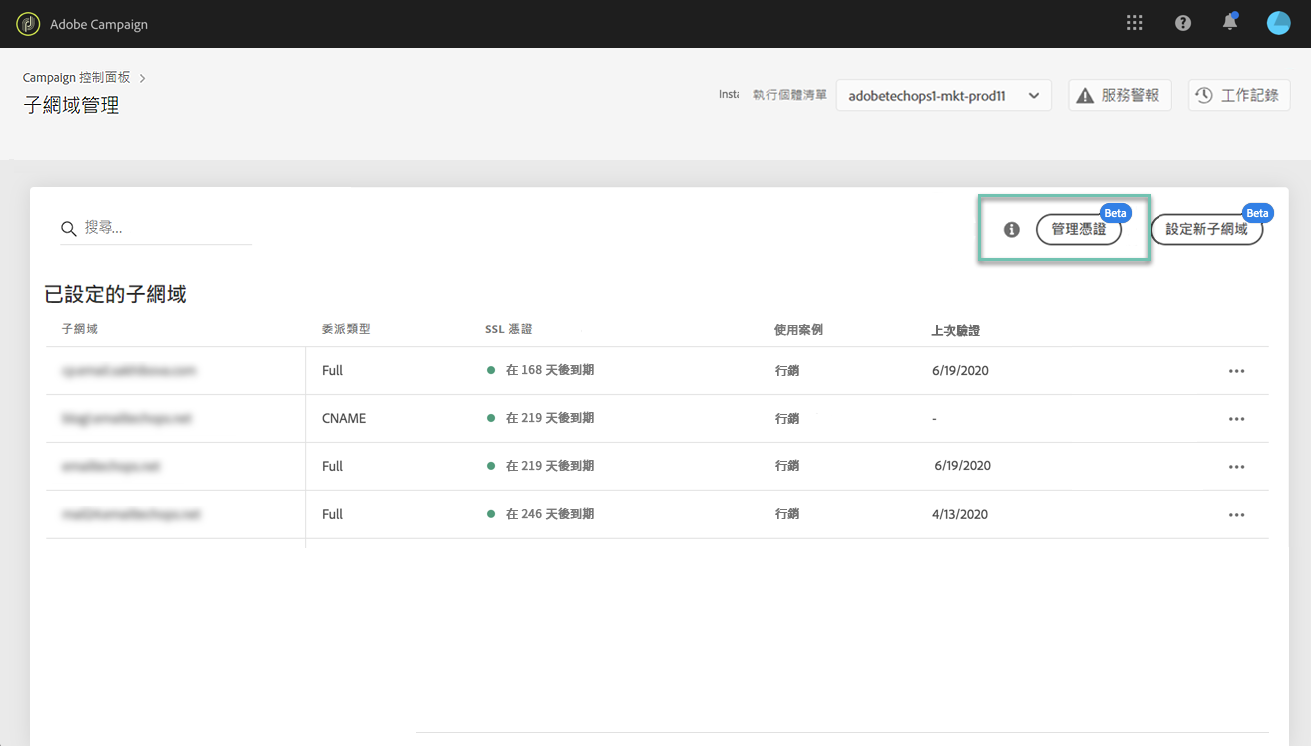 Adobe Campaign
Campaign 控制面板
子網域管理
Insta 執行個體清單
adobetechops1-mkt-prod11
服務警報
工作記錄
搜尋...
管理憑證
Beta
設定新子網域
Beta
已設定的子網域
子網域 委派類型 SSL 憑證 使用案例 上次驗證
Full 在 168 天後到期 行銷 6/19/2020
CNAME 在 219 天後到期 行銷 -
Full 在 219 天後到期 行銷 6/19/2020
Full 在 246 天後到期 行銷 4/13/2020